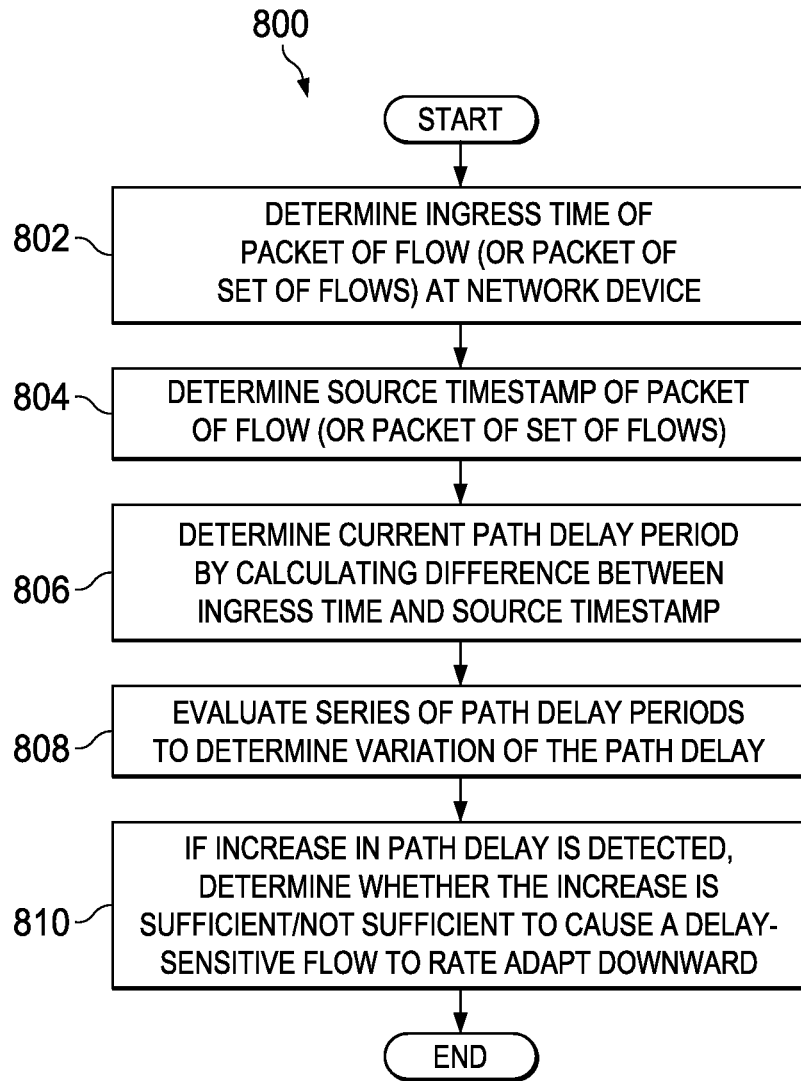 800
START
802
DETERMINE INGRESS TIME OF
PACKET OF FLOW (OR PACKET OF
SET OF FLOWS) AT NETWORK DEVICE
804
DETERMINE SOURCE TIMESTAMP OF PACKET
OF FLOW (OR PACKET OF SET OF FLOWS)
806
DETERMINE CURRENT PATH DELAY PERIOD
BY CALCULATING DIFFERENCE BETWEEN
INGRESS TIME AND SOURCE TIMESTAMP
808
EVALUATE SERIES OF PATH DELAY PERIODS
TO DETERMINE VARIATION OF THE PATH DELAY
810
IF INCREASE IN PATH DELAY IS DETECTED,
DETERMINE WHETHER THE INCREASE IS
SUFFICIENT/NOT SUFFICIENT TO CAUSE A DELAY-
SENSITIVE FLOW TO RATE ADAPT DOWNWARD
END